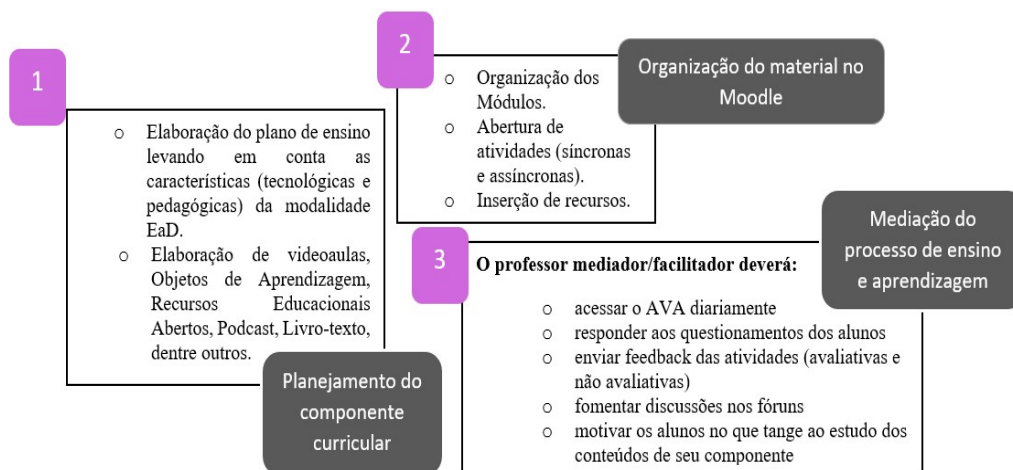 1
o Elaboração do plano de ensino
levando em conta as
características (tecnológicas e
pedagógicas) da modalidade
EaD.
o Elaboração de videoaulas,
Objetos de Aprendizagem,
Recursos Educacionais
Abertos, Podcast, Livro-texto,
dentre outros.
Planejamento do
componente
curricular
2
o Organização dos
Módulos.
o Abertura de
atividades (síncronas
e assíncronas).
o Inserção de recursos.
Organização do material no
Moodle
3
O professor mediador/facilitador deverá:
o acessar o AVA diariamente
o responder aos questionamentos dos alunos
o enviar feedback das atividades (avaliativas e
não avaliativas)
o fomentar discussões nos fóruns
o motivar os alunos no que tange ao estudo dos
conteúdos de seu componente
Mediação do
processo de ensino
e aprendizagem